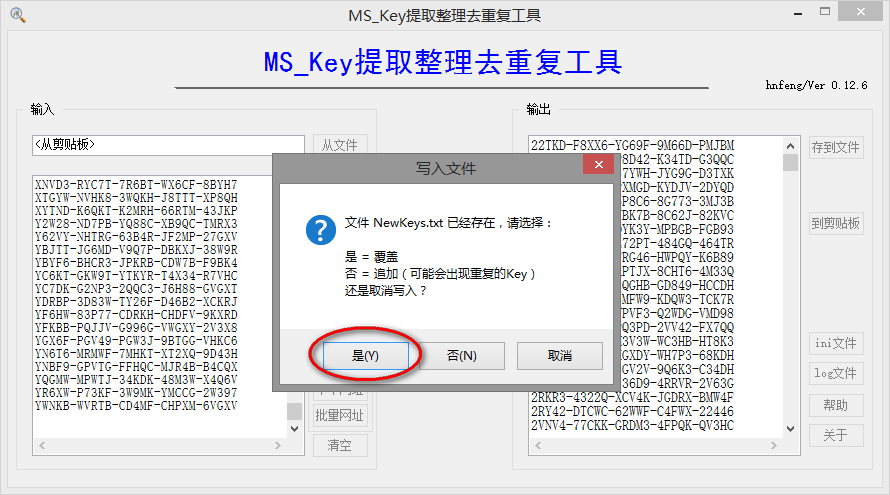 MS_Key提取整理去重复工具
MS_Key提取整理去重复工具
hnfeng/Ver 0.12.6
输入
<从剪贴板>
从文件
XNVD3-RYC7T-7R6BT-WX6CF-8BYH7
XTGYW-NVHK8-3WQKH-J8TTT-XP8QH
XYTND-K6QKT-K2MRH-66RTM-43JKP
Y2W28-ND7PB-YQ88C-XB9QC-TMRX3
Y62VY-NHTRG-63B4R-JF2MP-27GXV
YBJTT-JG6MD-V9Q7P-DBKXJ-38W9R
YBYF6-BHCR3-JPKRB-CDW7B-F9BK4
YC6KT-GKW9T-YTKYR-T4X34-R7VHC
YC7DK-G2NP3-2QQC3-J6H88-GVGXT
YDRBP-3D83W-TY26F-D46B2-XCKRJ
YF6HW-83P77-CDRKH-CHDFV-9KXRD
YFKBB-PQJJV-G996G-VWGXY-2V3X8
YGX6F-PGV49-PGW3J-9BTGG-VHKC6
YN6T6-MRMWF-7MHKT-XT2XQ-9D43H
YNBF9-GPVTG-FFHQC-MJR4B-B4CQX
YQGMW-MPWTJ-34KDK-48M3W-X4Q6V
YR6XW-P73KF-3W9MK-YMCCG-2W397
YWNKB-WVRTB-CD4MF-CHPXM-6VGXV
批量网址
清空
写入文件
文件 NewKeys.txt 已经存在，请选择：
是 = 覆盖
否 = 追加（可能会出现重复的Key）
还是取消写入？
是(Y)
否(N)
取消
输出
22TKD-F8XX6-YG69F-9M66D-PMJBM
8D42-K34TD-G3QQC
7YWH-JYG9G-D3TXK
XMGD-KYDJV-2DYQD
P8C6-8G773-3MJ3B
BK7B-8C62J-82KVC
YK3Y-MPBGB-FGB93
72PT-484GQ-464TR
RG46-HWPQY-K6B89
PTJX-8CHT6-4M33Q
QGHB-GD849-HCCDH
MFW9-KDQW3-TCK7R
PVF3-Q2WDG-VMD98
Q3PD-2VV42-FX7QQ
3V3W-WC3HB-HT8K3
GXDY-WH7P3-68KDH
GV2V-9Q6K3-C34DH
36D9-4RRVR-2V63G
2RKR3-4322Q-XCV4K-JGDRX-BMW4F
2RY42-DTCWC-62WWF-C4FWX-22446
2VNV4-77CKK-GRDM3-4FPQK-QV3HC
存到文件
到剪贴板
ini文件
log文件
帮助
关于